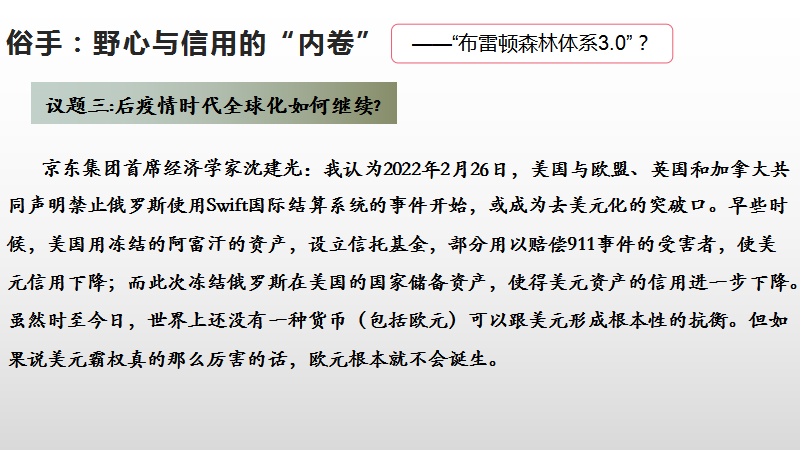 俗手：野心与信用的“内卷”
——“布雷顿森林体系3.0”？
议题三:后疫情时代全球化如何继续?
京东集团首席经济学家沈建光：我认为2022年2月26日，美国与欧盟、英国和加拿大共
同声明禁止俄罗斯使用Swift国际结算系统的事件开始，或成为去美元化的突破口。早些时
候，美国用冻结的阿富汗的资产，设立信托基金，部分用以赔偿911事件的受害者，使美
元信用下降；而此次冻结俄罗斯在美国的国家储备资产，使得美元资产的信用进一步下降。
虽然时至今日，世界上还没有一种货币（包括欧元）可以跟美元形成根本性的抗衡。但如
果说美元霸权真的那么厉害的话，欧元根本就不会诞生。